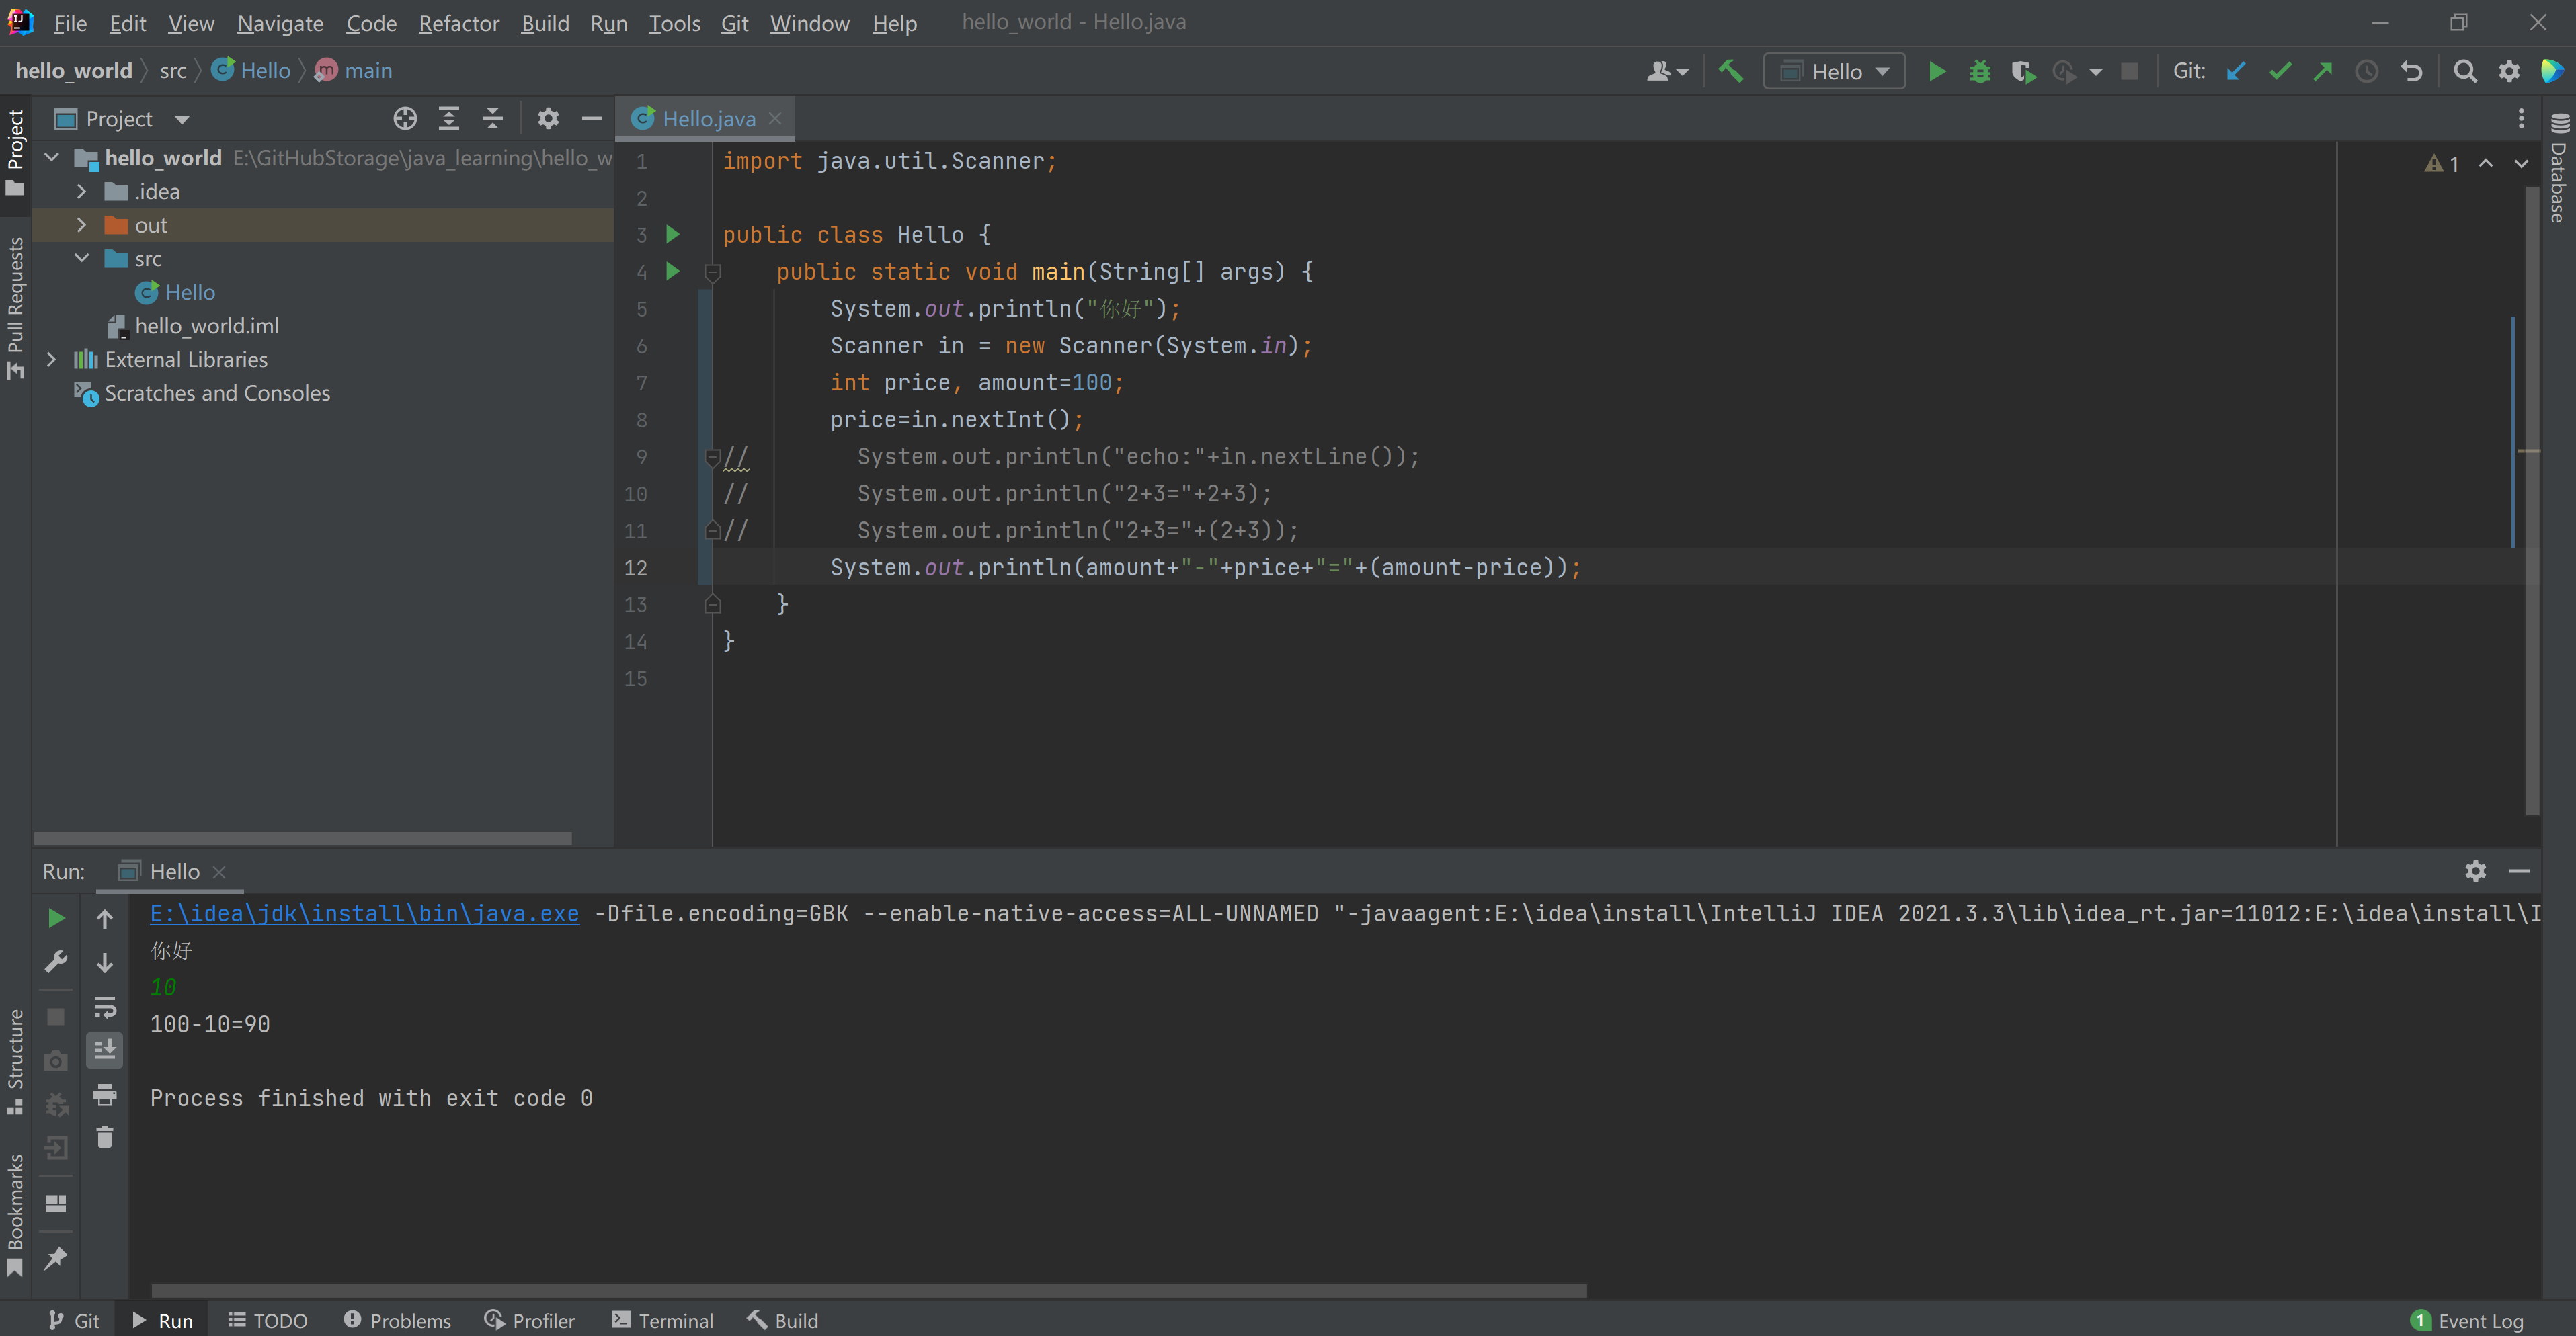 File Edit View Navigate Code Refactor Build Run Tools Git Window Help hello_world - Hello.java
hello_world src Hello main
Hello Git:
Project
Hello.java
hello_world E:\GitHubStorage\java_learning\hello_w
.idea
out
src
Hello
hello_world.iml
External Libraries
Scratches and Consoles
Project
Pull Requests
Structure
Bookmarks
Database
1
1 import java.util.Scanner;
2
3 public class Hello {
4 public static void main(String[] args) {
5 System.out.println("你好");
6 Scanner in = new Scanner(System.in);
7 int price, amount=100;
8 price=in.nextInt();
9 // System.out.println("echo:"+in.nextLine());
10 // System.out.println("2+3="+2+3);
11 // System.out.println("2+3="+(2+3));
12 System.out.println(amount+"-"+price+"="+(amount-price));
13 }
14 }
15
Run: Hello
E:\idea\jdk\install\bin\java.exe -Dfile.encoding=GBK --enable-native-access=ALL-UNNAMED "-javaagent:E:\idea\install\IntelliJ IDEA 2021.3.3\lib\idea_rt.jar=11012:E:\idea\install\I
你好
10
100-10=90
Process finished with exit code 0
Git Run TODO Problems Profiler Terminal Build 1 Event Log